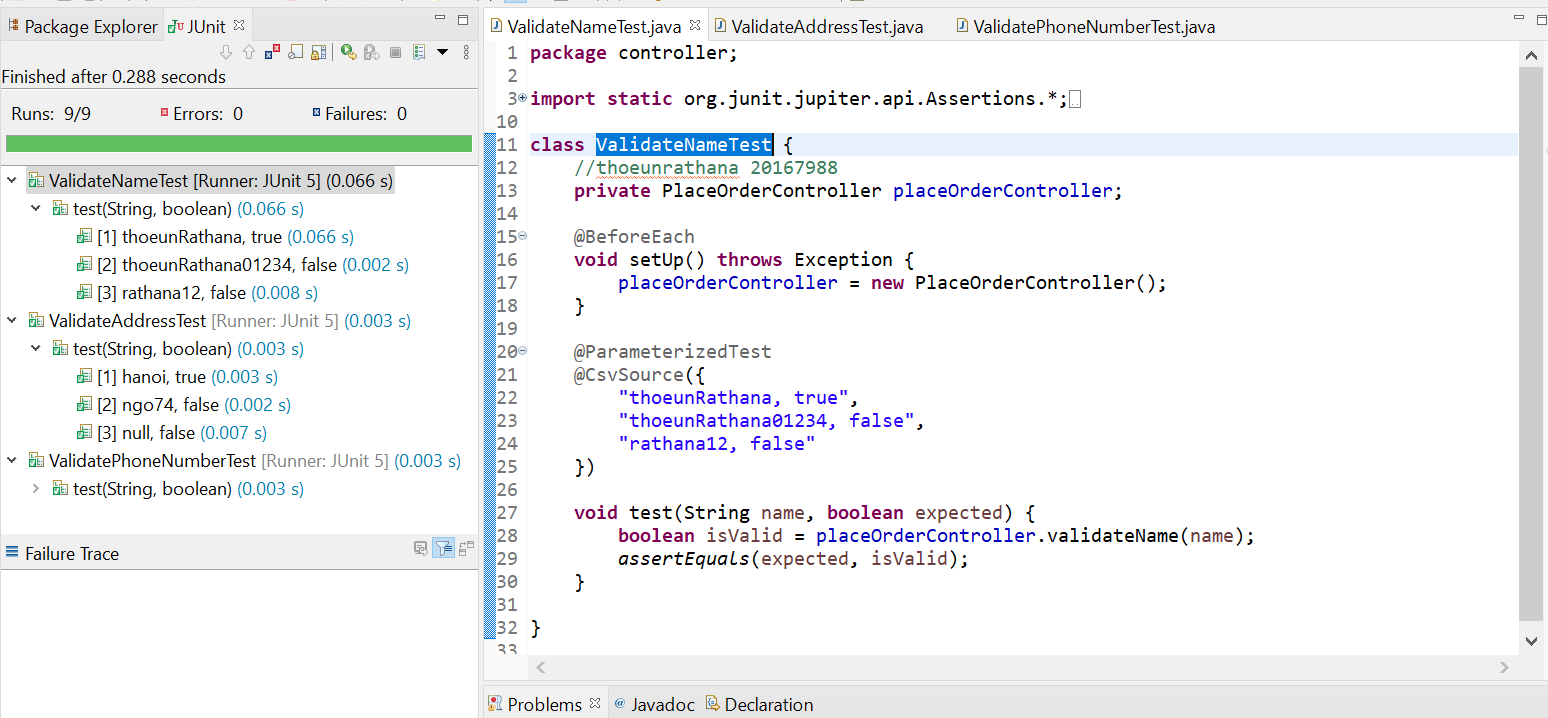 Package Explorer JUnit
Finished after 0.288 seconds
Runs: 9/9 Errors: 0 Failures: 0
ValidateNameTest [Runner: JUnit 5] (0.066 s)
test(String, boolean) (0.066 s)
[1] thoeunRathana, true (0.066 s)
[2] thoeunRathana01234, false (0.002 s)
[3] rathana12, false (0.008 s)
ValidateAddressTest [Runner: JUnit 5] (0.003 s)
test(String, boolean) (0.003 s)
[1] hanoi, true (0.003 s)
[2] ngo74, false (0.002 s)
[3] null, false (0.007 s)
ValidatePhoneNumberTest [Runner: JUnit 5] (0.003 s)
test(String, boolean) (0.003 s)
Failure Trace
ValidateNameTest.java ValidateAddressTest.java ValidatePhoneNumberTest.java
1 package controller;
2
3 import static org.junit.jupiter.api.Assertions.*;
10
11 class ValidateNameTest {
12 //thoeunrathana 20167988
13 private PlaceOrderController placeOrderController;
14
15 @BeforeEach
16 void setUp() throws Exception {
17 placeOrderController = new PlaceOrderController();
18 }
19
20 @ParameterizedTest
21 @CsvSource({
22 "thoeunRathana, true",
23 "thoeunRathana01234, false",
24 "rathana12, false"
25 })
26
27 void test(String name, boolean expected) {
28 boolean isValid = placeOrderController.validateName(name);
29 assertEquals(expected, isValid);
30 }
31
32 }
33
Problems @ Javadoc Declaration